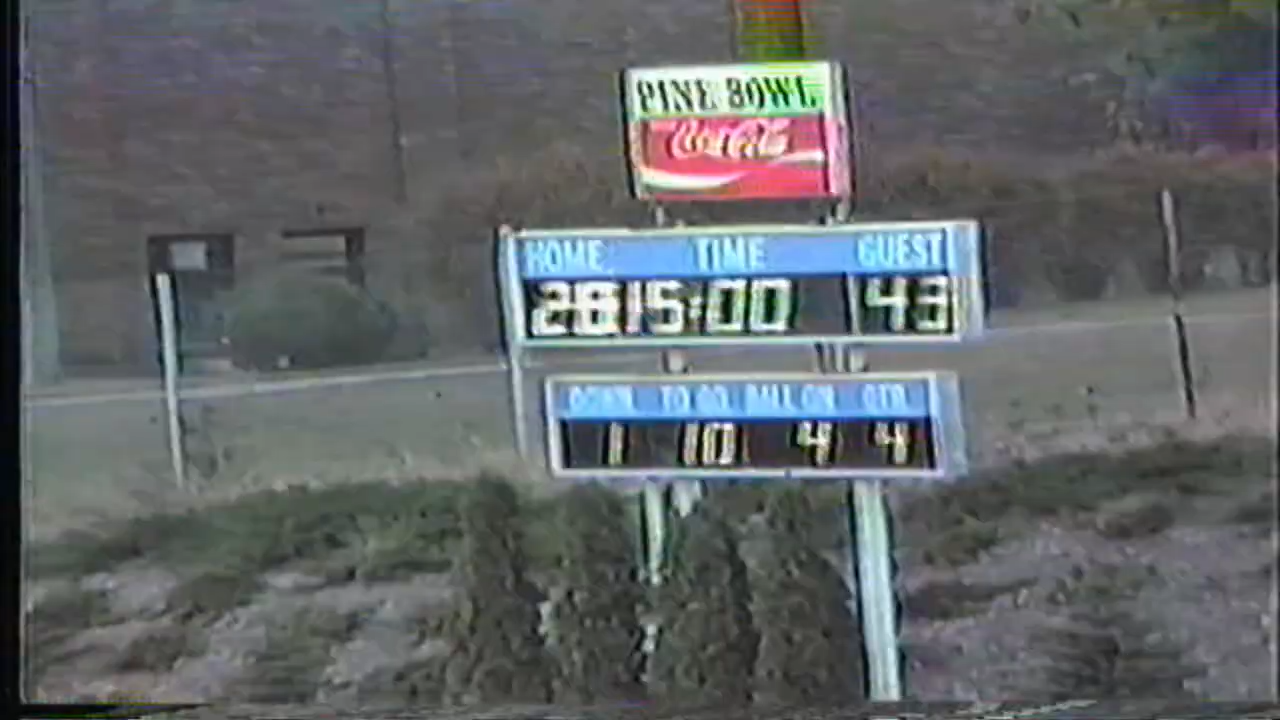 PINE BOWL
Coca-Cola
HOME TIME GUEST
28 15:00 43
DOWN TO GO BALL ON QTR
1 10 4 4